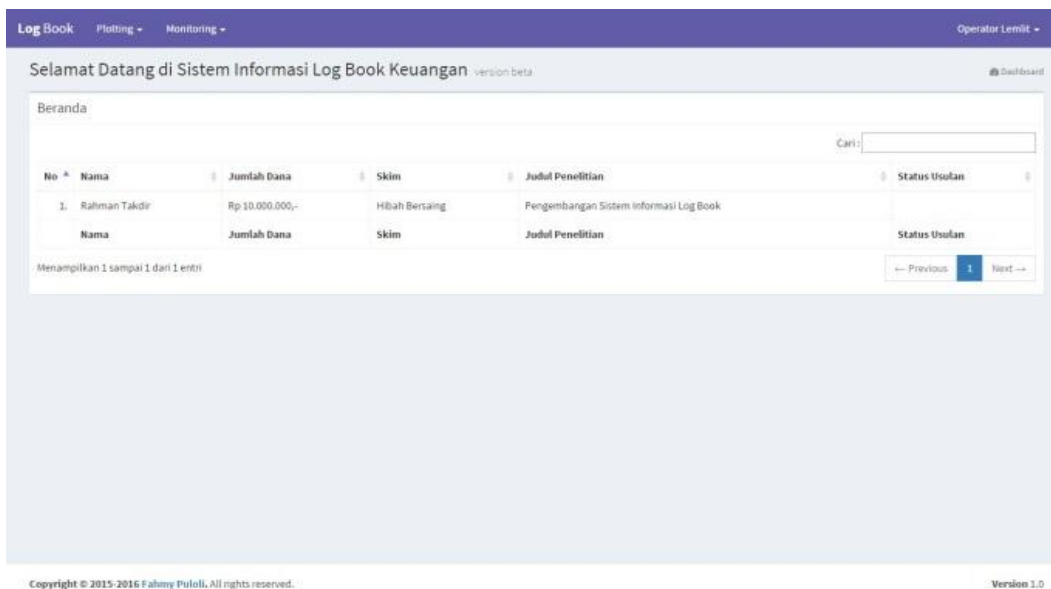 Log Book Plotting Monitoring Operator Lemlit
Selamat Datang di Sistem Informasi Log Book Keuangan version beta Dashboard
Beranda
Cari :
No Nama Jumlah Dana Skim Judul Penelitian Status Usulan
1. Rahman Takdir Rp 10.000.000,- Hibah Bersaing Pengembangan Sistem Informasi Log Book
Nama Jumlah Dana Skim Judul Penelitian Status Usulan
Menampilkan 1 sampai 1 dari 1 entri ← Previous 1 Next →
Copyright © 2015-2016 Fahmy Puloli. All rights reserved. Version 1.0